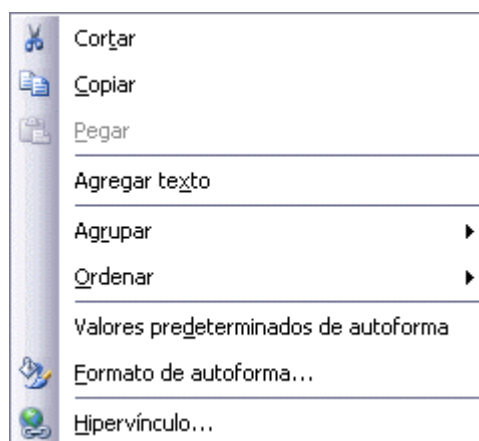 Cortar
Copiar
Pegar
Agregar texto
Agrupar
Ordenar
Valores predeterminados de autoforma
Formato de autoforma...
Hipervínculo...